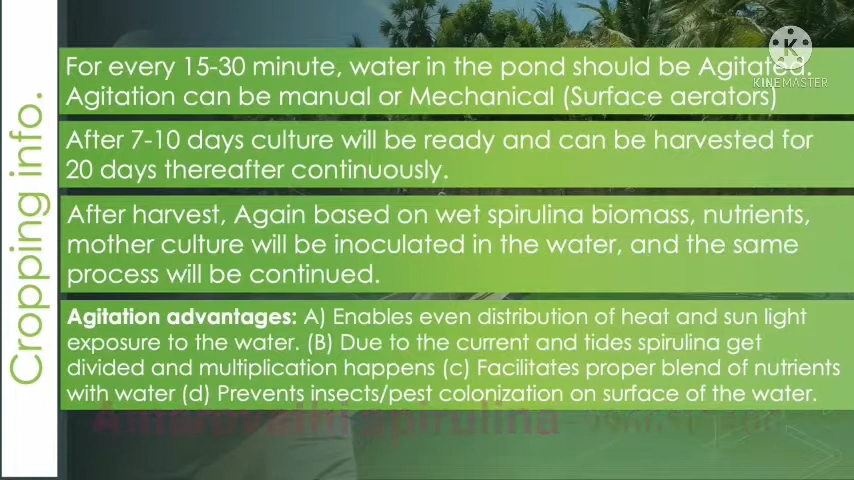 Cropping info.
For every 15-30 minute, water in the pond should be Agitated.
Agitation can be manual or Mechanical (Surface aerators)
After 7-10 days culture will be ready and can be harvested for
20 days thereafter continuously.
After harvest, Again based on wet spirulina biomass, nutrients,
mother culture will be inoculated in the water, and the same
process will be continued.
Agitation advantages: A) Enables even distribution of heat and sun light
exposure to the water. (B) Due to the current and tides spirulina get
divided and multiplication happens (c) Facilitates proper blend of nutrients
with water (d) Prevents insects/pest colonization on surface of the water.
Amaravathi spirulina
K
KINEMASTER